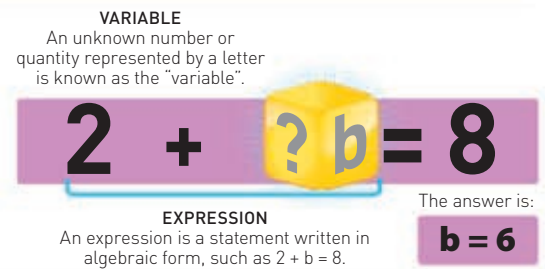 VARIABLE
An unknown number or
quantity represented by a letter
is known as the “variable”.
2 + ? b = 8
EXPRESSION
An expression is a statement written in
algebraic form, such as 2 + b = 8.
The answer is:
b = 6